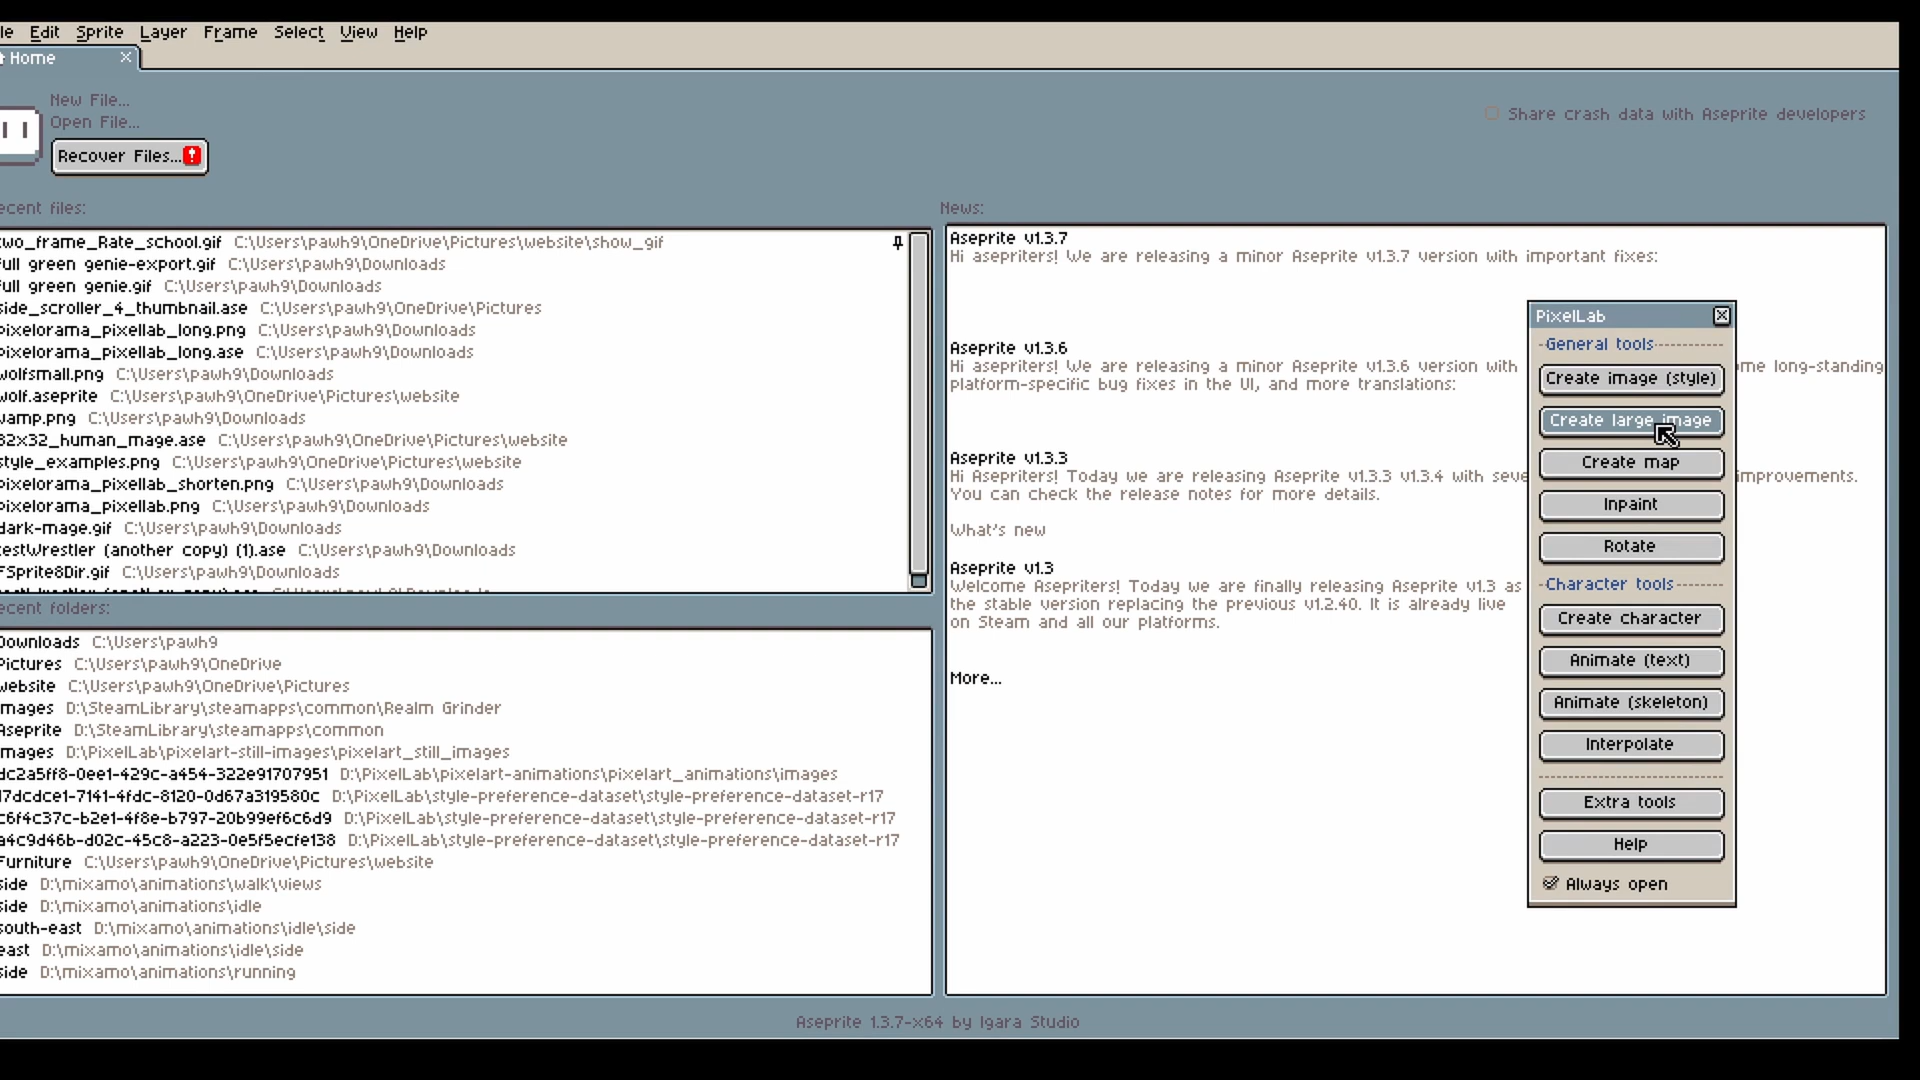 le Edit Sprite Layer Frame Select View Help
Home
New File...
Open File...
Recover Files...
Share crash data with Aseprite developers
ecent files:
two_frame_Rate_school.gif C:\Users\pawh9\OneDrive\Pictures\website\show_gif
full green genie-export.gif C:\Users\pawh9\Downloads
full green genie.gif C:\Users\pawh9\Downloads
side_scroller_4_thumbnail.ase C:\Users\pawh9\OneDrive\Pictures
pixelorama_pixellab_long.png C:\Users\pawh9\Downloads
pixelorama_pixellab_long.ase C:\Users\pawh9\Downloads
wolfsmall.png C:\Users\pawh9\Downloads
wolf.aseprite C:\Users\pawh9\OneDrive\Pictures\website
vamp.png C:\Users\pawh9\Downloads
32x32_human_mage.ase C:\Users\pawh9\OneDrive\Pictures\website
style_examples.png C:\Users\pawh9\OneDrive\Pictures\website
pixelorama_pixellab_shorten.png C:\Users\pawh9\Downloads
pixelorama_pixellab.png C:\Users\pawh9\Downloads
dark-mage.gif C:\Users\pawh9\Downloads
testWrestler (another copy) (1).ase C:\Users\pawh9\Downloads
FSprite8Dir.gif C:\Users\pawh9\Downloads
ecent folders:
Downloads C:\Users\pawh9
Pictures C:\Users\pawh9\OneDrive
website C:\Users\pawh9\OneDrive\Pictures
images D:\SteamLibrary\steamapps\common\Realm Grinder
Aseprite D:\SteamLibrary\steamapps\common
images D:\PixelLab\pixelart-still-images\pixelart_still_images
dc2a5ff8-0ee1-429c-a454-322e91707951 D:\PixelLab\pixelart-animations\pixelart_animations\images
17dcdce1-7141-4fdc-8120-0d67a319580c D:\PixelLab\style-preference-dataset\style-preference-dataset-r17
c6f4c37c-b2e1-4f8e-b797-20b99ef6c6d9 D:\PixelLab\style-preference-dataset\style-preference-dataset-r17
a4c9d46b-d02c-45c8-a223-0e5f5ecfe138 D:\PixelLab\style-preference-dataset\style-preference-dataset-r17
Furniture C:\Users\pawh9\OneDrive\Pictures\website
side D:\mixamo\animations\walk\views
side D:\mixamo\animations\idle
south-east D:\mixamo\animations\idle\side
east D:\mixamo\animations\idle\side
side D:\mixamo\animations\running
News:
Aseprite v1.3.7
Hi asepriters! We are releasing a minor Aseprite v1.3.7 version with important fixes:
Aseprite v1.3.6
Hi asepriters! We are releasing a minor Aseprite v1.3.6 version with me long-standing
platform-specific bug fixes in the UI, and more translations:
Aseprite v1.3.3
Hi Asepriters! Today we are releasing Aseprite v1.3.3 v1.3.4 with seve improvements.
You can check the release notes for more details.
What's new
Aseprite v1.3
Welcome Asepriters! Today we are finally releasing Aseprite v1.3 as
the stable version replacing the previous v1.2.40. It is already live
on Steam and all our platforms.
More...
PixelLab
General tools
Create image (style)
Create large image
Create map
Inpaint
Rotate
Character tools
Create character
Animate (text)
Animate (skeleton)
Interpolate
Extra tools
Help
Always open
Aseprite 1.3.7-x64 by Igara Studio